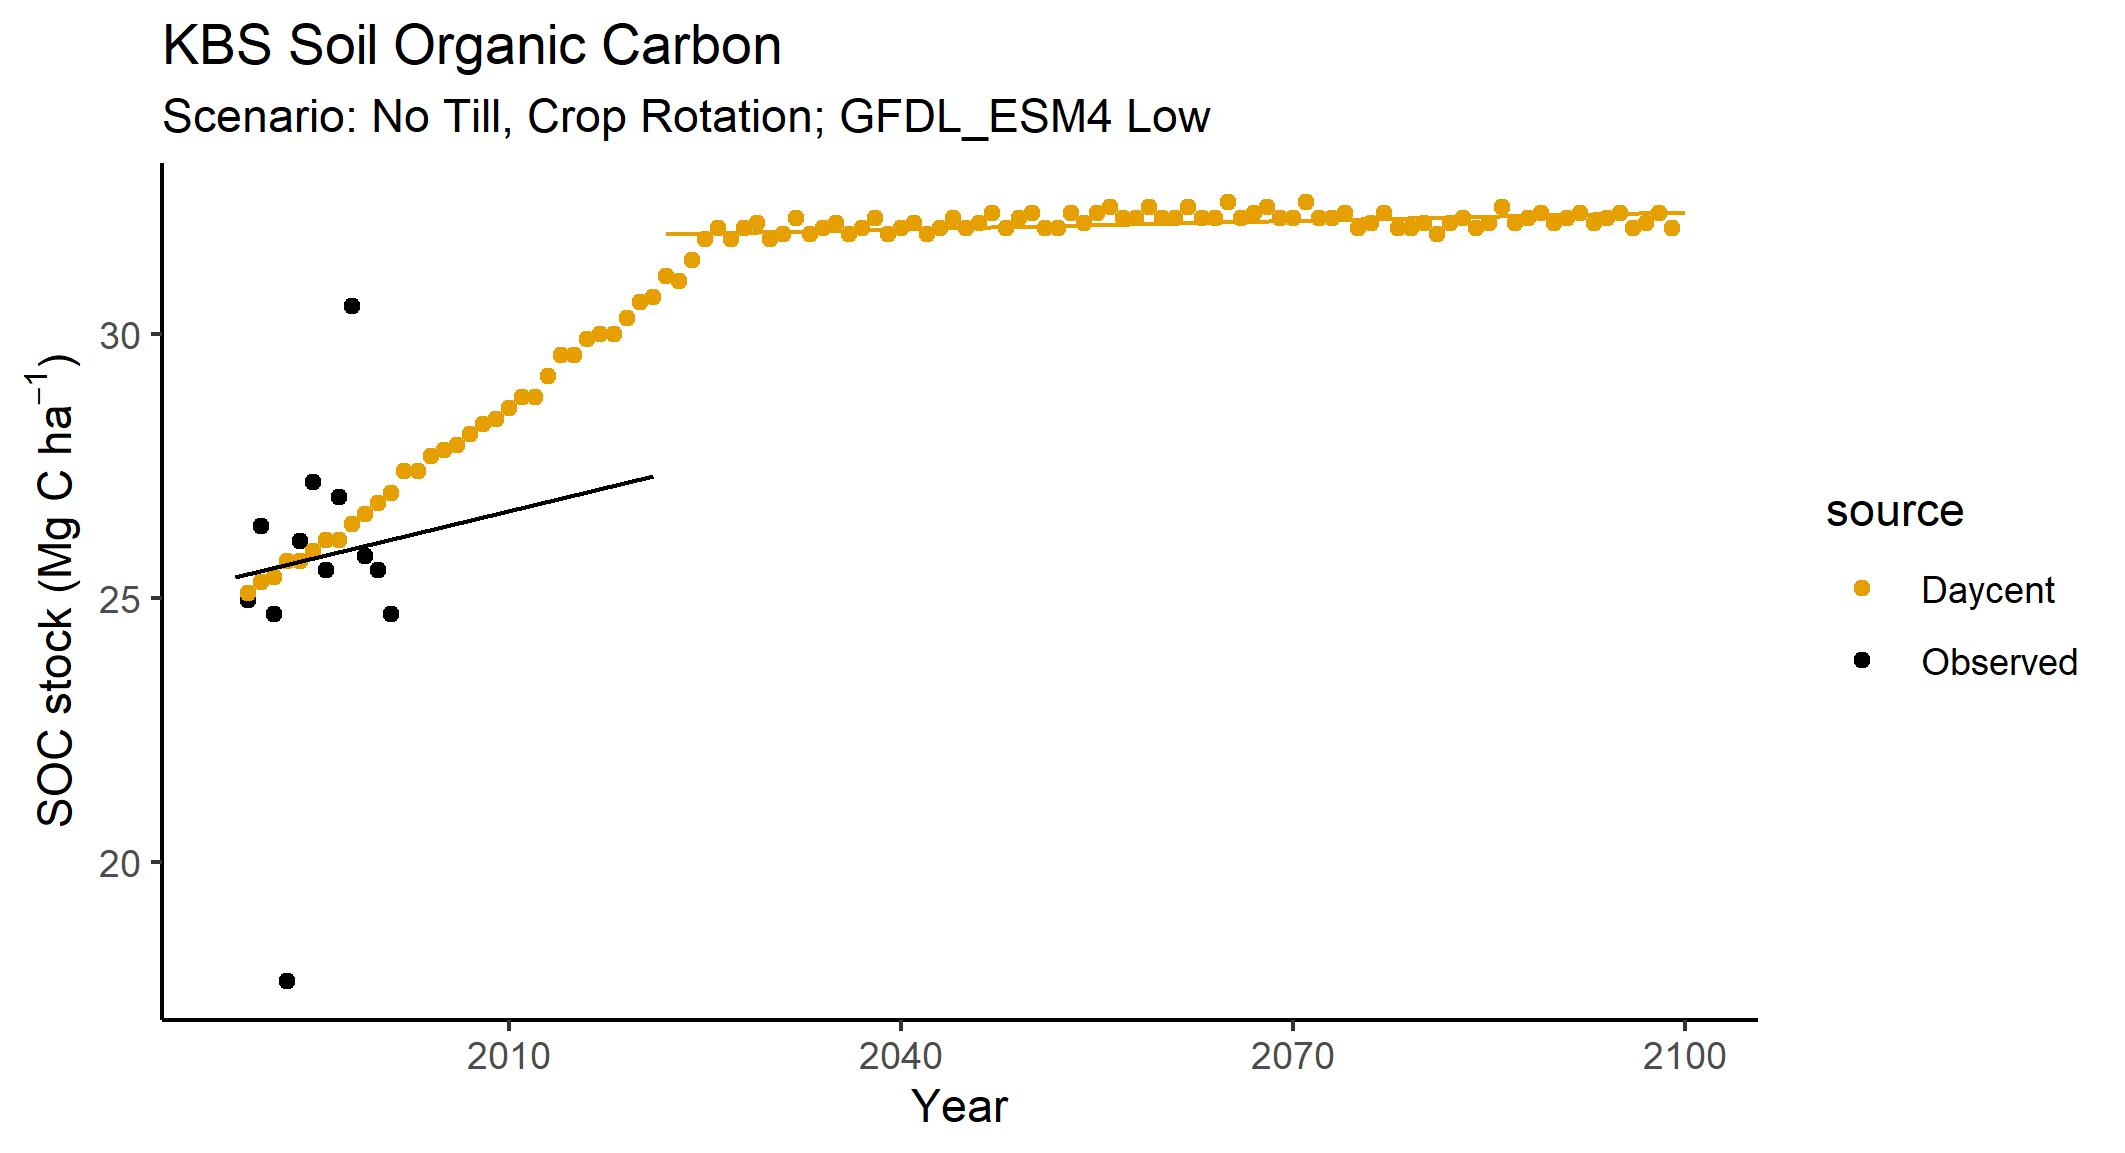 KBS Soil Organic Carbon
Scenario: No Till, Crop Rotation; GFDL_ESM4 Low
SOC stock (Mg C ha⁻¹)
30
25
20
2010
2040
2070
2100
Year
source
Daycent
Observed